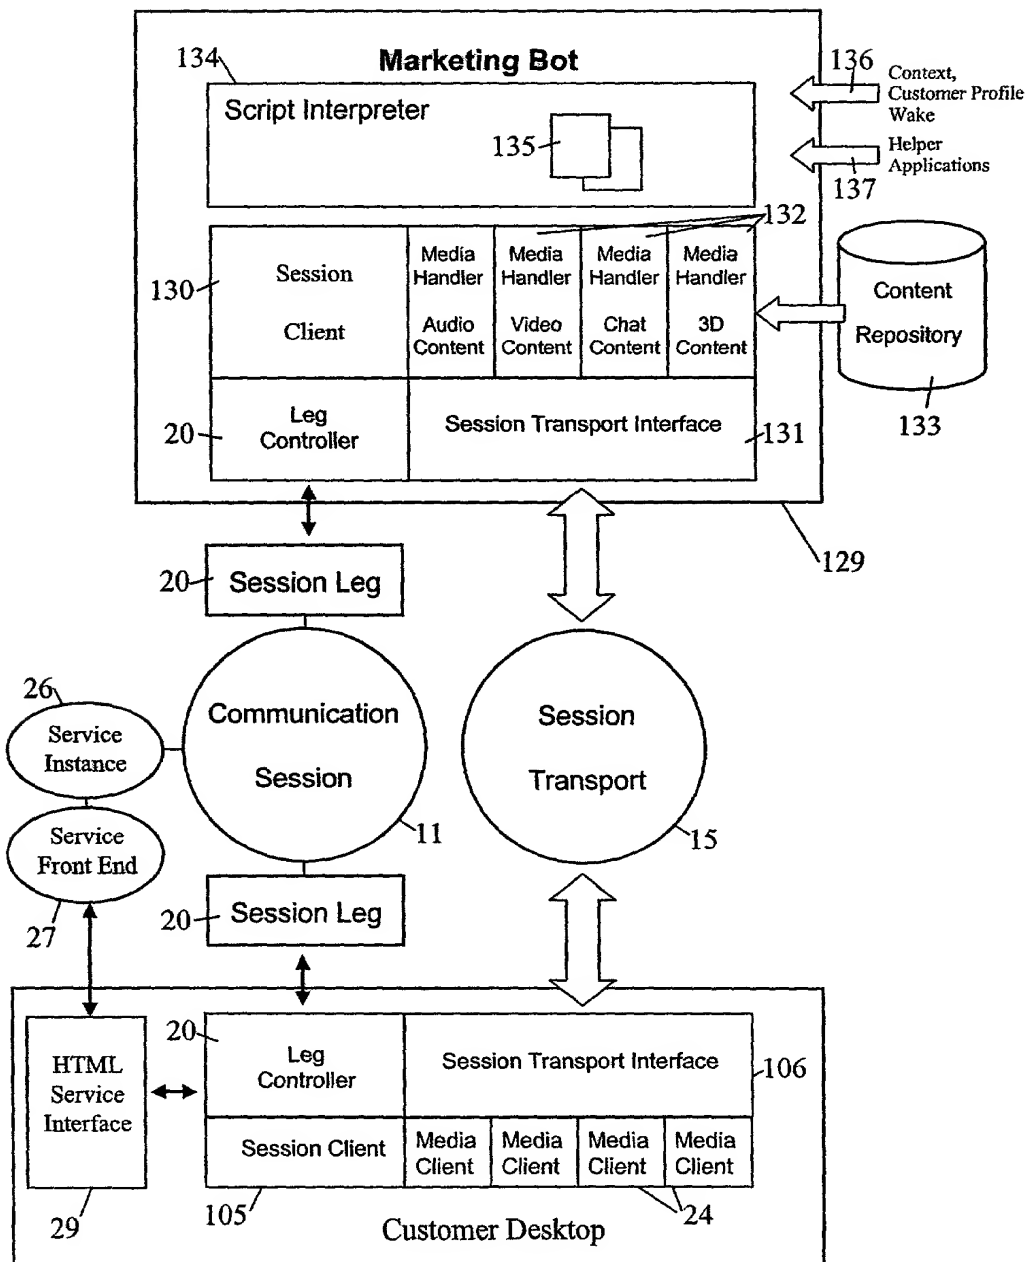 Marketing Bot
134
Script Interpreter
135
136
Context,
Customer Profile
Wake
Helper
Applications
137
132
130
Session
Client
Media
Handler
Audio
Content
Media
Handler
Video
Content
Media
Handler
Chat
Content
Media
Handler
3D
Content
Content
Repository
133
20
Leg
Controller
Session Transport Interface
131
129
20
Session Leg
26
Service
Instance
Communication
Session
11
Session
Transport
15
Service
Front End
27
20
Session Leg
HTML
Service
Interface
29
20
Leg
Controller
Session Transport Interface
106
Session Client
Media
Client
Media
Client
Media
Client
Media
Client
105
24
Customer Desktop